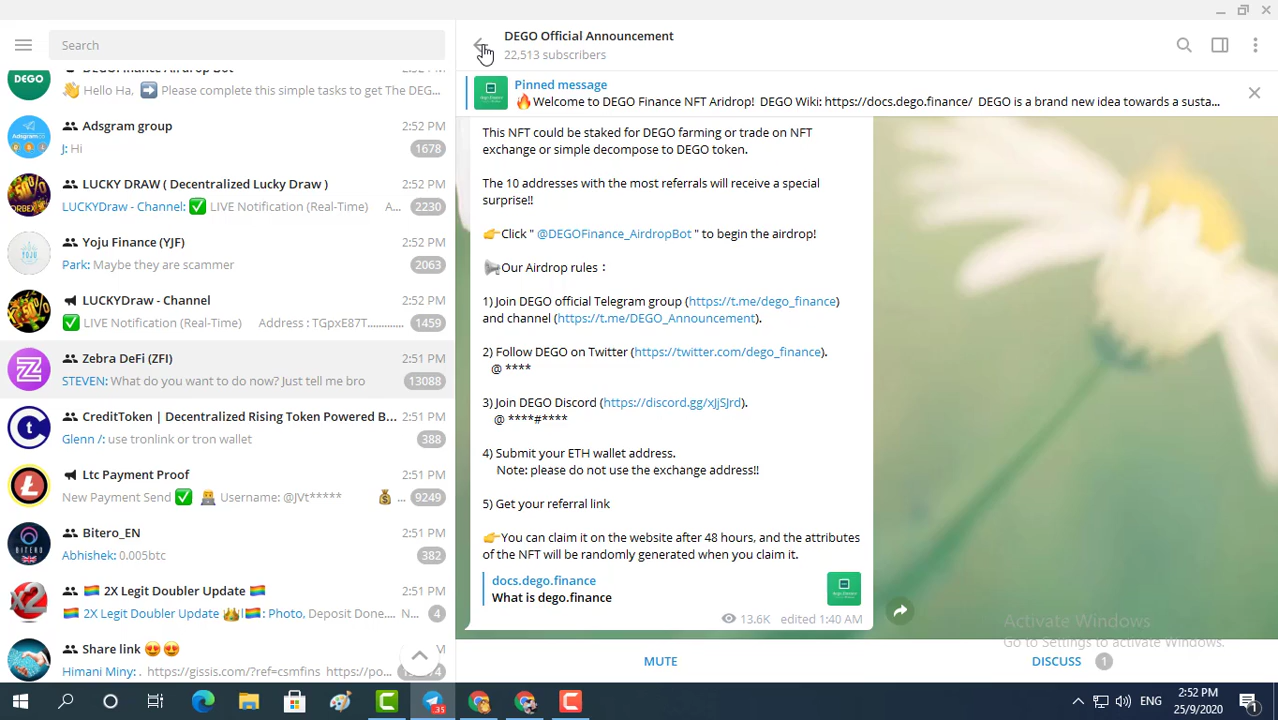 Search
DEGO Official Announcement
22,513 subscribers
Pinned message
🔥Welcome to DEGO Finance NFT Aridrop! DEGO Wiki: https://docs.dego.finance/ DEGO is a brand new idea towards a susta...
DEGO
DEGOFinance Airdrop Bot
2:52 PM
👋 Hello Ha, ➡️ Please complete this simple tasks to get The DEG...
Adsgram group
2:52 PM
Adsgram
J: Hi
1678
LUCKY DRAW ( Decentralized Lucky Draw )
2:52 PM
LUCKYDraw - Channel: ✅ LIVE Notification (Real-Time) A...
2230
Yoju Finance (YJF)
2:52 PM
Park: Maybe they are scammer
2063
LUCKYDraw - Channel
2:52 PM
✅ LIVE Notification (Real-Time) Address : TGpxE87T.............
1459
Zebra DeFi (ZFI)
2:51 PM
STEVEN: What do you want to do now? Just tell me bro
13088
CreditToken | Decentralized Rising Token Powered B...
2:51 PM
Glenn /: use tronlink or tron wallet
388
Ltc Payment Proof
2:51 PM
New Payment Send ✅ Username: @JVt***** 💰 ...
9249
Bitero_EN
2:51 PM
BITERO
Abhishek: 0.005btc
382
🏳️‍🌈 2X Legit Doubler Update 🏳️‍🌈
2:51 PM
x2
🏳️‍🌈 2X Legit Doubler Update 👑|🏳️‍🌈: Photo, Deposit Done.... N...
4
Share link 😍😍
Himani Miny: . https://gissis.com/?ref=csmfins https://po...
This NFT could be staked for DEGO farming or trade on NFT
exchange or simple decompose to DEGO token.
The 10 addresses with the most referrals will receive a special
surprise!!
👉Click " @DEGOFinance_AirdropBot " to begin the airdrop!
📢Our Airdrop rules：
1) Join DEGO official Telegram group (https://t.me/dego_finance)
and channel (https://t.me/DEGO_Announcement).
2) Follow DEGO on Twitter (https://twitter.com/dego_finance).
@ ****
3) Join DEGO Discord (https://discord.gg/xJjSJrd).
@ ****#****
4) Submit your ETH wallet address.
Note: please do not use the exchange address!!
5) Get your referral link
👉You can claim it on the website after 48 hours, and the attributes
of the NFT will be randomly generated when you claim it.
docs.dego.finance
What is dego.finance
13.6K edited 1:40 AM
Activate Windows
Go to Settings to activate Windows.
MUTE
DISCUSS 1
35
ENG
2:52 PM
25/9/2020
1